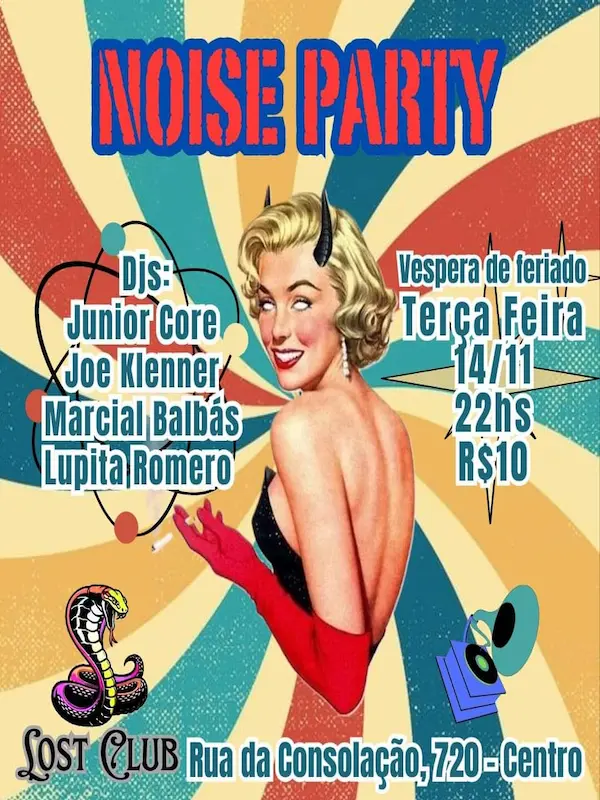 NOISE PARTY
Djs:
Junior Core
Joe Klenner
Marcial Balbás
Lupita Romero
Vespera de feriado
Terça Feira
14/11
22hs
R$10
LOST CLUB
Rua da Consolação, 720 - Centro